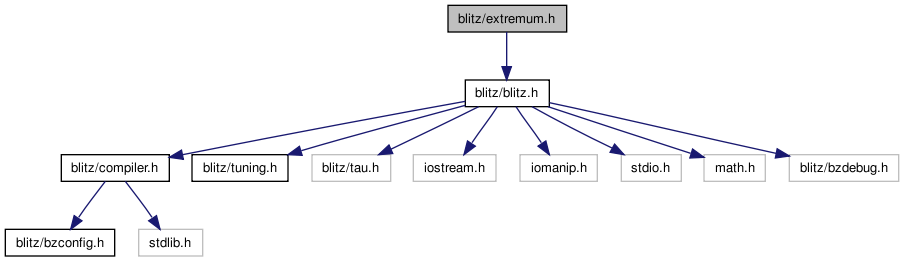 blitz/extremum.h
blitz/blitz.h
blitz/compiler.h
blitz/tuning.h
blitz/tau.h
iostream.h
iomanip.h
stdio.h
math.h
blitz/bzdebug.h
blitz/bzconfig.h
stdlib.h